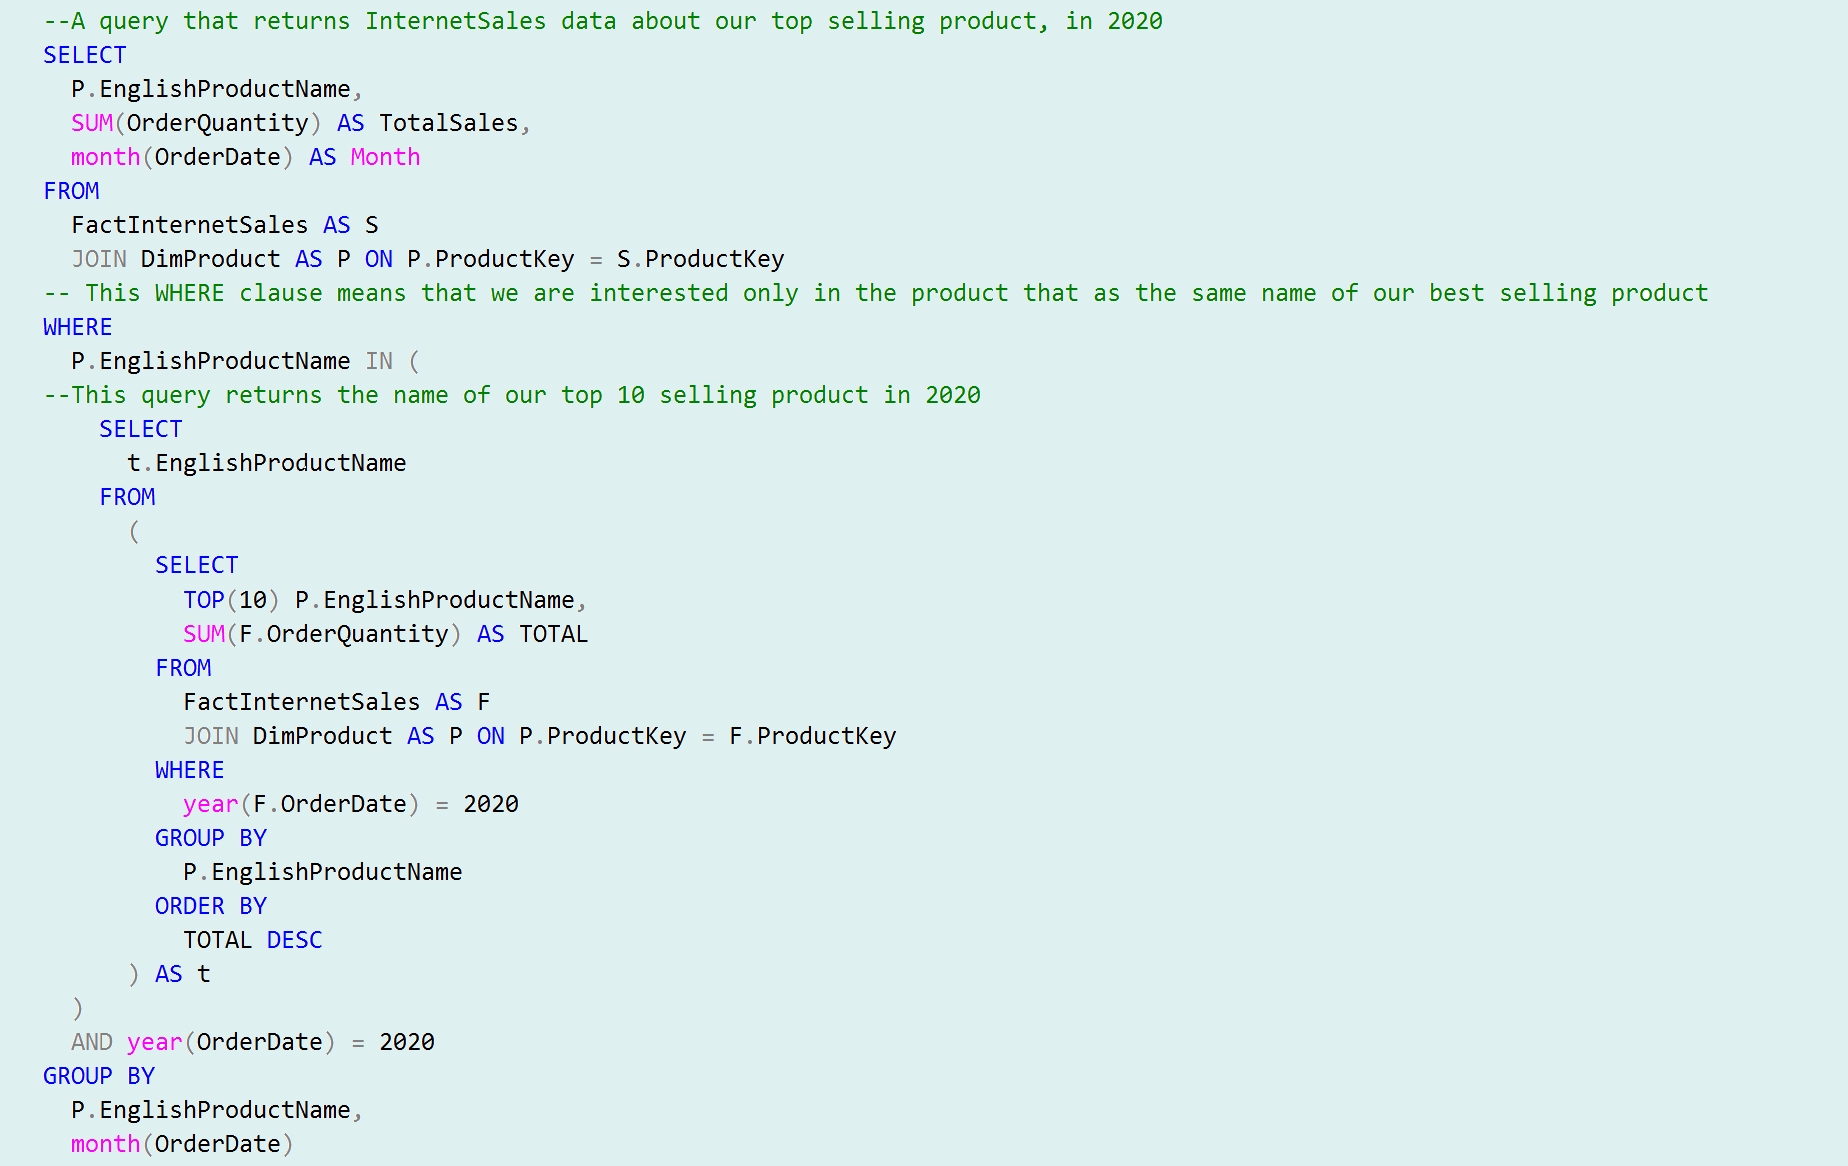 --A query that returns InternetSales data about our top selling product, in 2020
SELECT
P.EnglishProductName,
SUM(OrderQuantity) AS TotalSales,
month(OrderDate) AS Month
FROM
FactInternetSales AS S
JOIN DimProduct AS P ON P.ProductKey = S.ProductKey
-- This WHERE clause means that we are interested only in the product that as the same name of our best selling product
WHERE
P.EnglishProductName IN (
--This query returns the name of our top 10 selling product in 2020
SELECT
t.EnglishProductName
FROM
(
SELECT
TOP(10) P.EnglishProductName,
SUM(F.OrderQuantity) AS TOTAL
FROM
FactInternetSales AS F
JOIN DimProduct AS P ON P.ProductKey = F.ProductKey
WHERE
year(F.OrderDate) = 2020
GROUP BY
P.EnglishProductName
ORDER BY
TOTAL DESC
) AS t
)
AND year(OrderDate) = 2020
GROUP BY
P.EnglishProductName,
month(OrderDate)